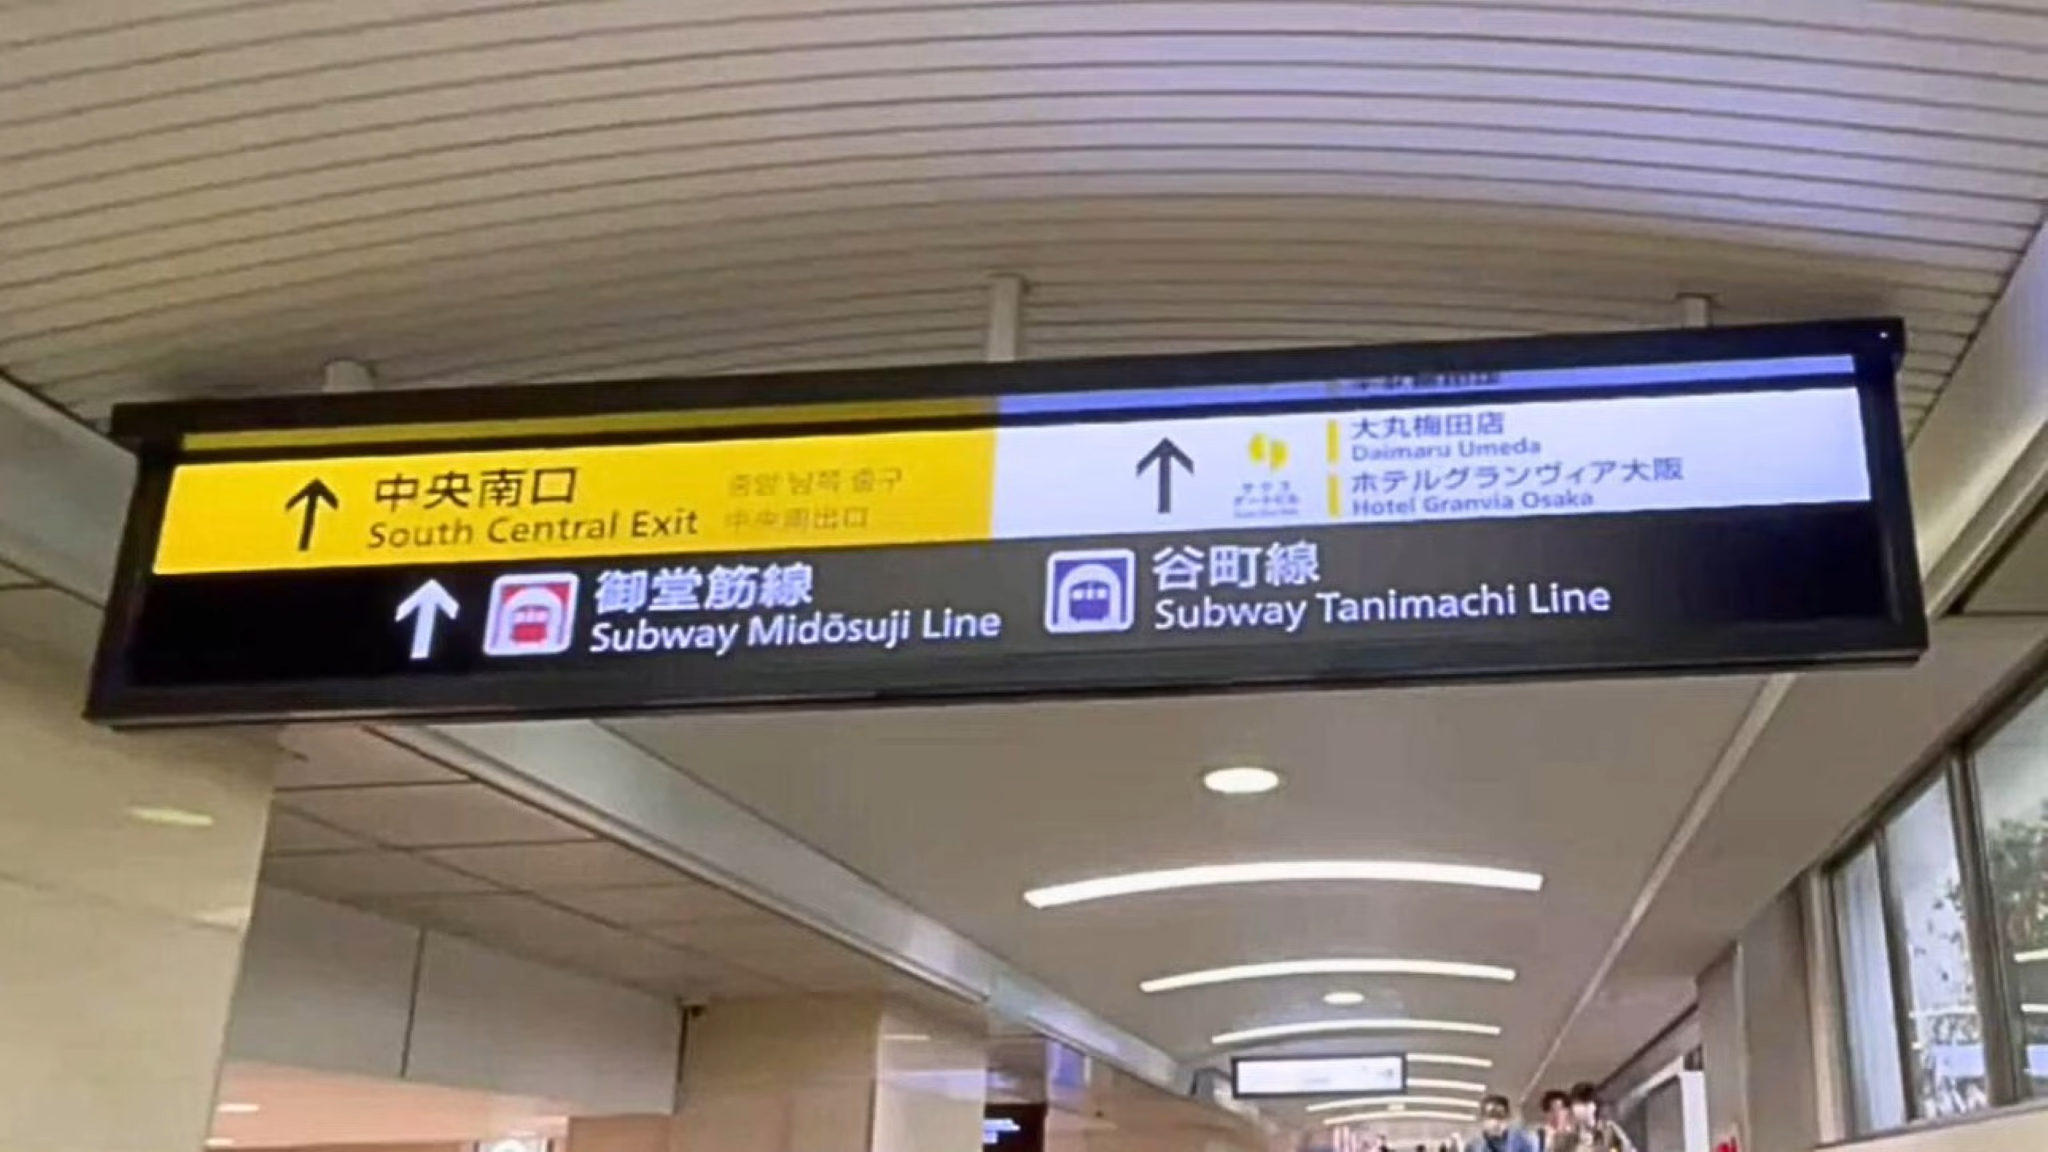 中央南口
South Central Exit
중앙 남쪽 출구
中央南出口
大丸梅田店
Daimaru Umeda
ホテルグランヴィア大阪
Hotel Granvia Osaka
御堂筋線
Subway Midōsuji Line
谷町線
Subway Tanimachi Line